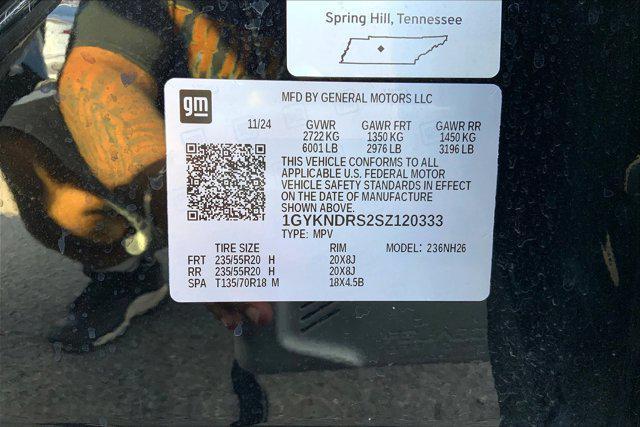 Spring Hill, Tennessee
gm
MFD BY GENERAL MOTORS LLC
11/24 GVWR GAWR FRT GAWR RR
2722 KG 1350 KG 1450 KG
6001 LB 2976 LB 3196 LB
THIS VEHICLE CONFORMS TO ALL
APPLICABLE U.S. FEDERAL MOTOR
VEHICLE SAFETY STANDARDS IN EFFECT
ON THE DATE OF MANUFACTURE
SHOWN ABOVE.
1GYKNDRS2SZ120333
TYPE: MPV
TIRE SIZE RIM MODEL: 236NH26
FRT 235/55R20 H 20X8J
RR 235/55R20 H 20X8J
SPA T135/70R18 M 18X4.5B